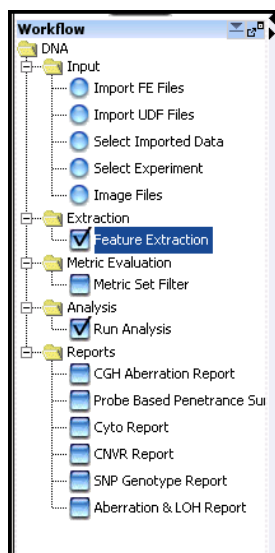 Workflow
DNA
Input
Import FE Files
Import UDF Files
Select Imported Data
Select Experiment
Image Files
Extraction
Feature Extraction
Metric Evaluation
Metric Set Filter
Analysis
Run Analysis
Reports
CGH Aberration Report
Probe Based Penetrance
Cyto Report
CNVR Report
SNP Genotype Report
Aberration & LOH Report